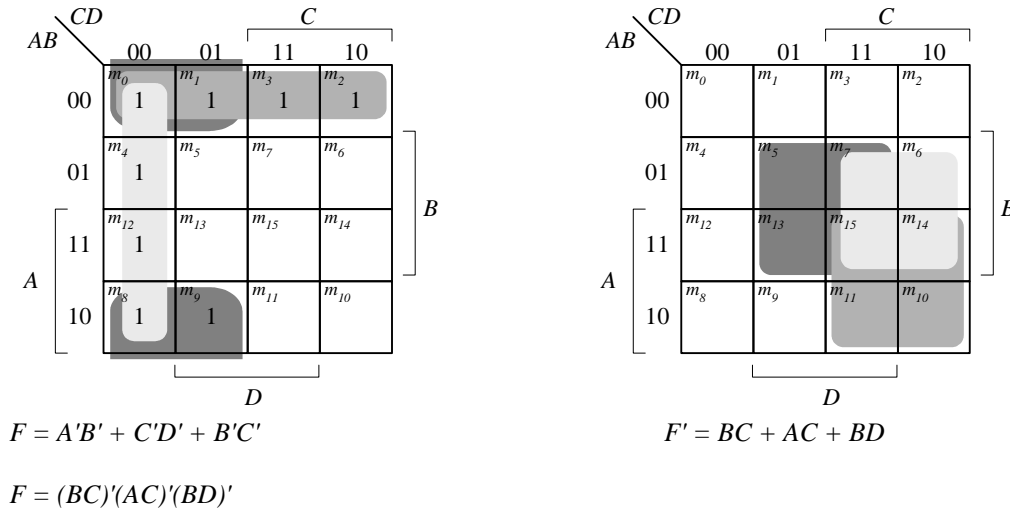 CD C
AB 00 01 11 10
m0 m1 m3 m2
00 1 1 1 1
m4 m5 m7 m6
01 1
B
m12 m13 m15 m14
11 1
A
m8 m9 m11 m10
10 1 1
D
F = A'B' + C'D' + B'C'
F = (BC)'(AC)'(BD)'
CD C
AB 00 01 11 10
m0 m1 m3 m2
00
m4 m5 m7 m6
01
B
m12 m13 m15 m14
11
A
m8 m9 m11 m10
10
D
F' = BC + AC + BD